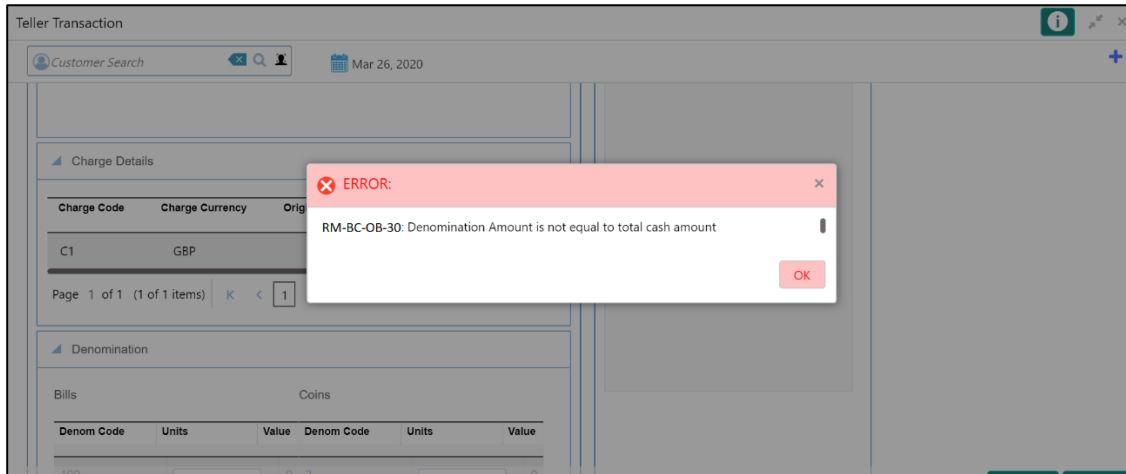 Teller Transaction
Customer Search
Mar 26, 2020
Charge Details
ERROR:
Charge Code Charge Currency Orig
RM-BC-OB-30: Denomination Amount is not equal to total cash amount
C1 GBP
OK
Page 1 of 1 (1 of 1 items) K < 1
Denomination
Bills Coins
Denom Code Units Value Denom Code Units Value